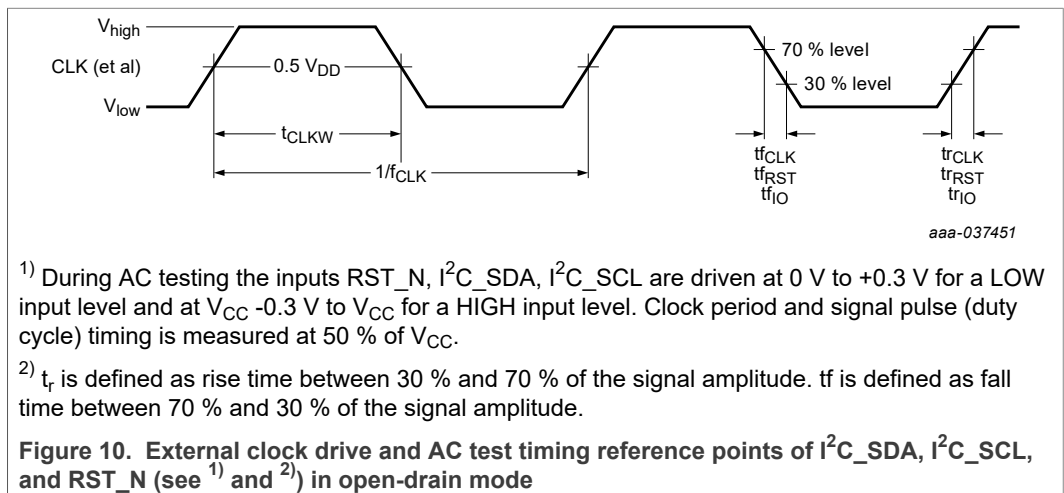 V_high
CLK (et al)
0.5 V_DD
V_low
t_CLKW
1/f_CLK
70 % level
30 % level
tf_CLK
tf_RST
tf_IO
tr_CLK
tr_RST
tr_IO
aaa-037451
1) During AC testing the inputs RST_N, I²C_SDA, I²C_SCL are driven at 0 V to +0.3 V for a LOW
input level and at V_CC -0.3 V to V_CC for a HIGH input level. Clock period and signal pulse (duty
cycle) timing is measured at 50 % of V_CC.
2) t_r is defined as rise time between 30 % and 70 % of the signal amplitude. tf is defined as fall
time between 70 % and 30 % of the signal amplitude.
Figure 10. External clock drive and AC test timing reference points of I²C_SDA, I²C_SCL,
and RST_N (see 1) and 2)) in open-drain mode